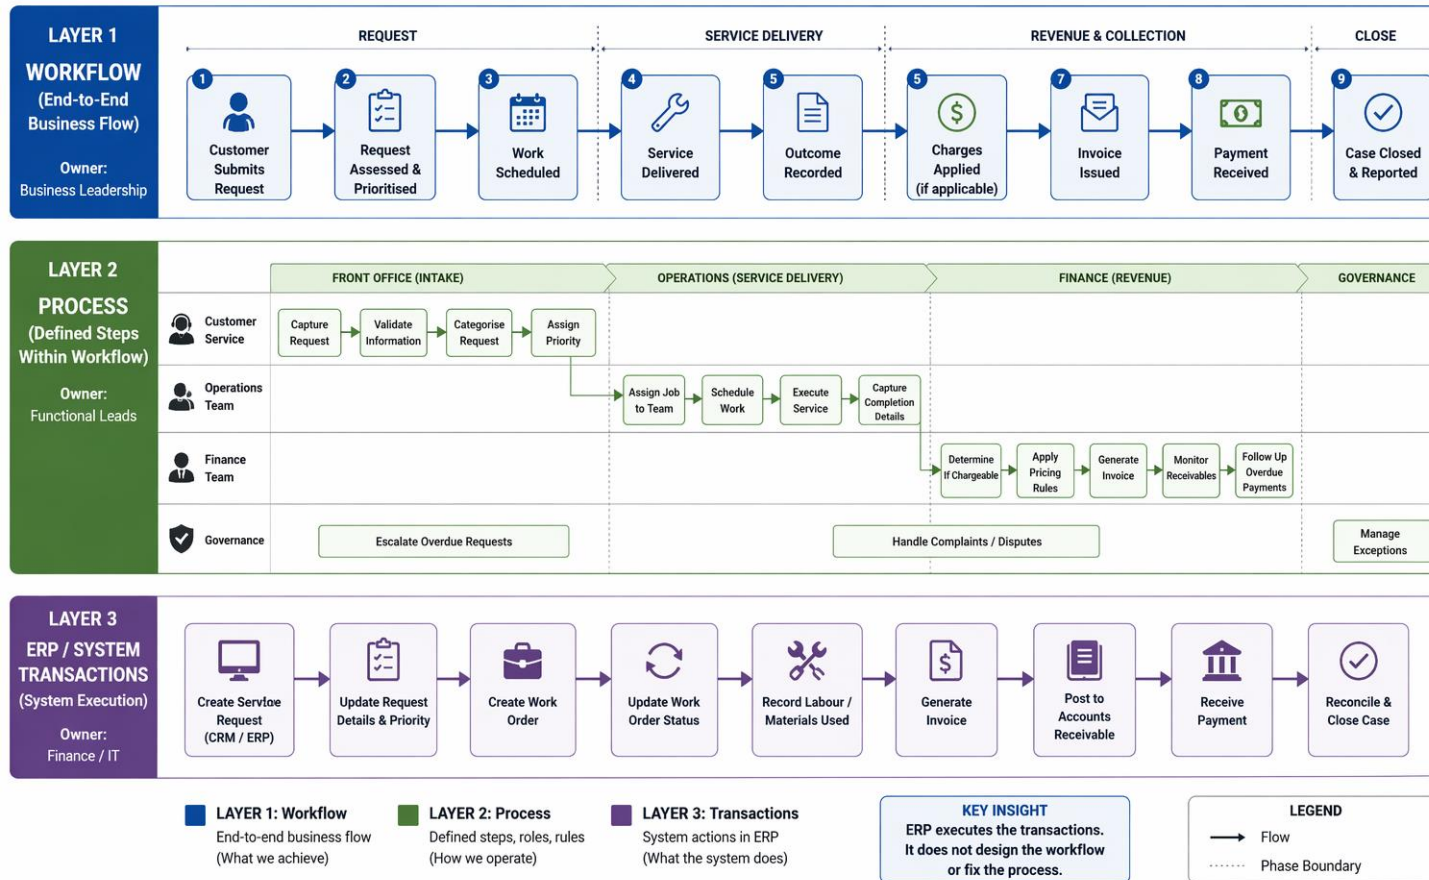 LAYER 1
WORKFLOW
(End-to-End
Business Flow)
Owner:
Business Leadership
REQUEST
SERVICE DELIVERY
REVENUE & COLLECTION
CLOSE
1
Customer
Submits
Request
2
Request
Assessed &
Prioritised
3
Work
Scheduled
4
Service
Delivered
5
Outcome
Recorded
5
$
Charges
Applied
(if applicable)
7
Invoice
Issued
8
Payment
Received
9
Case Closed
& Reported
LAYER 2
PROCESS
(Defined Steps
Within Workflow)
Owner:
Functional Leads
FRONT OFFICE (INTAKE)
OPERATIONS (SERVICE DELIVERY)
FINANCE (REVENUE)
GOVERNANCE
Customer
Service
Capture
Request
Validate
Information
Categorise
Request
Assign
Priority
Operations
Team
Assign Job
to Team
Schedule
Work
Execute
Service
Capture
Completion
Details
Finance
Team
Determine
If Chargeable
Apply
Pricing
Rules
Generate
Invoice
Monitor
Receivables
Follow Up
Overdue
Payments
Governance
Escalate Overdue Requests
Handle Complaints / Disputes
Manage
Exceptions
LAYER 3
ERP / SYSTEM
TRANSACTIONS
(System Execution)
Owner:
Finance / IT
Create Service
Request
(CRM / ERP)
Update Request
Details & Priority
Create Work
Order
Update Work
Order Status
Record Labour /
Materials Used
$
Generate
Invoice
Post to
Accounts
Receivable
Receive
Payment
Reconcile &
Close Case
LAYER 1: Workflow
End-to-end business flow
(What we achieve)
LAYER 2: Process
Defined steps, roles, rules
(How we operate)
LAYER 3: Transactions
System actions in ERP
(What the system does)
KEY INSIGHT
ERP executes the transactions.
It does not design the workflow
or fix the process.
LEGEND
Flow
Phase Boundary